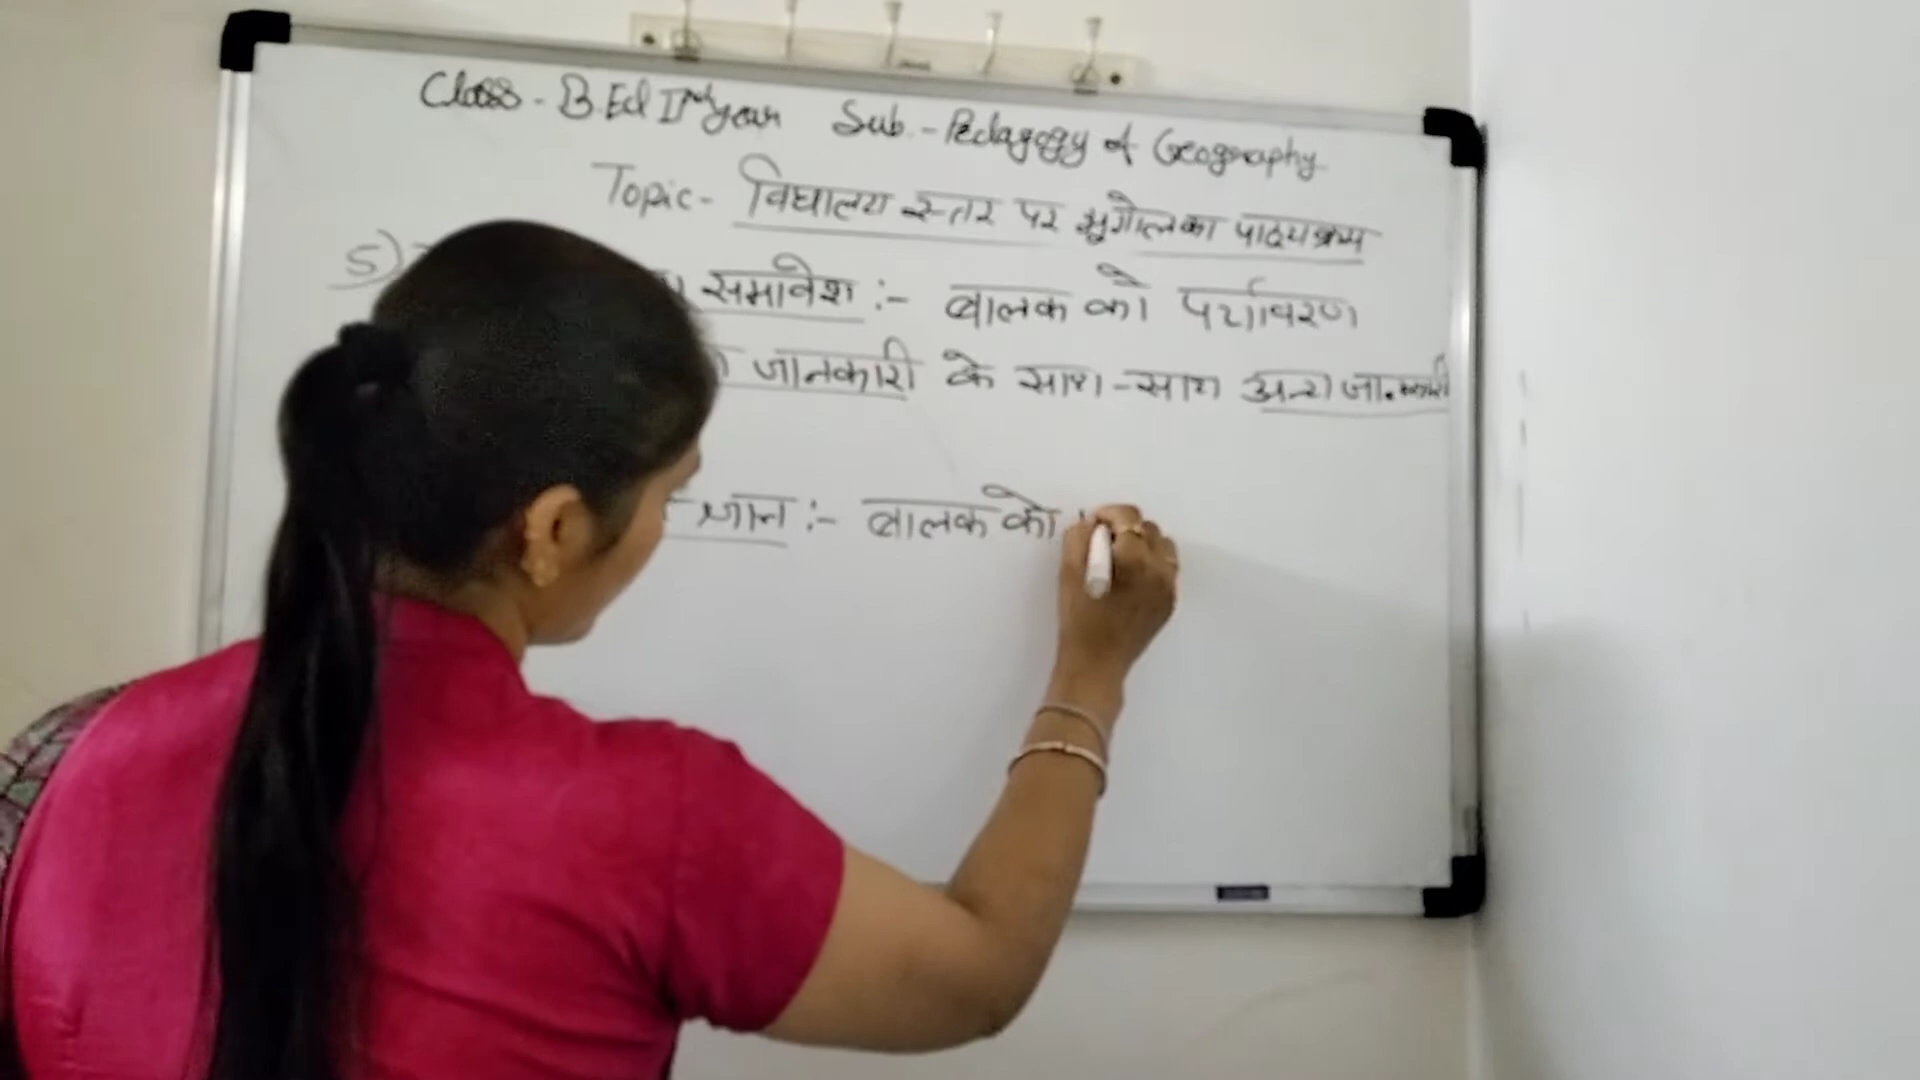 Class - B.Ed IInd year Sub. - Pedagogy of Geography
Topic - विद्यालय स्तर पर भूगोल का पाठ्यक्रम
5) समावेश :- बालक को पर्यावरण
जानकारी के साथ-साथ अन्य जानकारी
ज्ञान :- बालक को